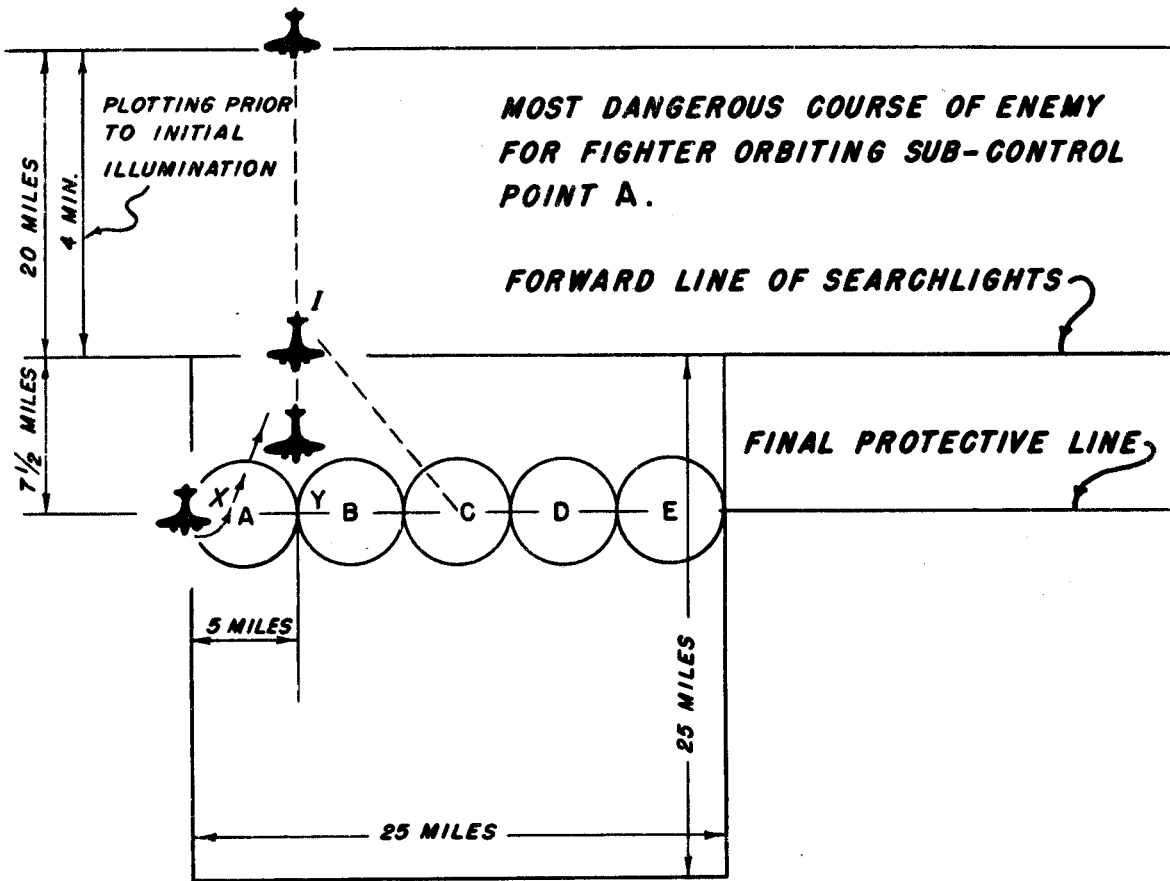 PLOTTING PRIOR
TO INITIAL
ILLUMINATION
20 MILES
4 MIN.
MOST DANGEROUS COURSE OF ENEMY
FOR FIGHTER ORBITING SUB-CONTROL
POINT A.
FORWARD LINE OF SEARCHLIGHTS
I
7 1/2 MILES
FINAL PROTECTIVE LINE
X
Y
A
B
C
D
E
5 MILES
25 MILES
25 MILES